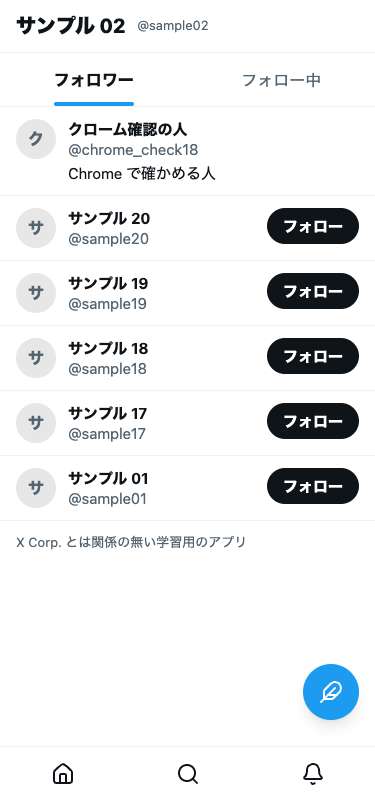 サンプル 02 @sample02
フォロワー フォロー中
ク クローム確認の人
@chrome_check18
Chrome で確かめる人
サ サンプル 20 フォロー
@sample20
サ サンプル 19 フォロー
@sample19
サ サンプル 18 フォロー
@sample18
サ サンプル 17 フォロー
@sample17
サ サンプル 01 フォロー
@sample01
X Corp. とは関係の無い学習用のアプリ